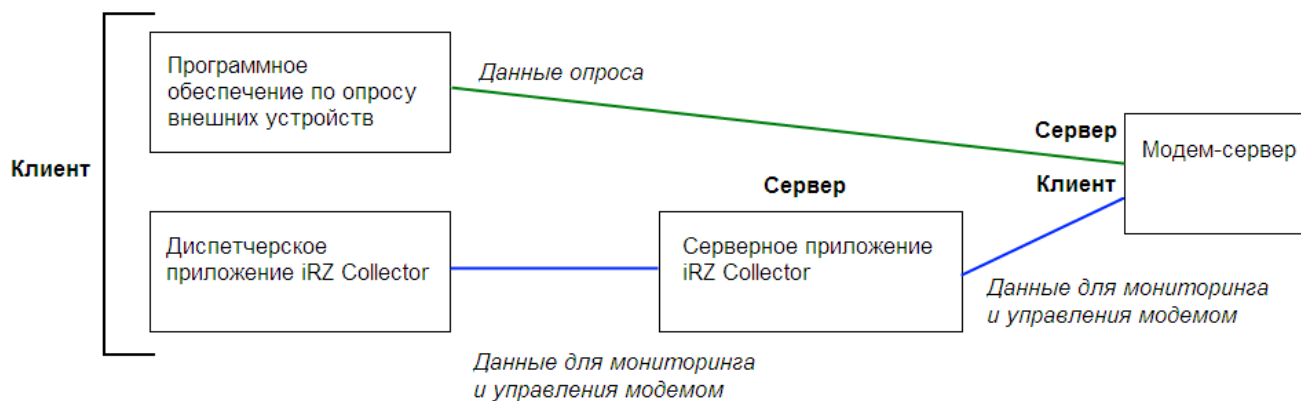 Программное
обеспечение по опросу
внешних устройств
Данные опроса
Сервер
Модем-сервер
Клиент
Клиент
Сервер
Диспетчерское
приложение iRZ Collector
Серверное приложение
iRZ Collector
Данные для мониторинга
и управления модемом
Данные для мониторинга
и управления модемом